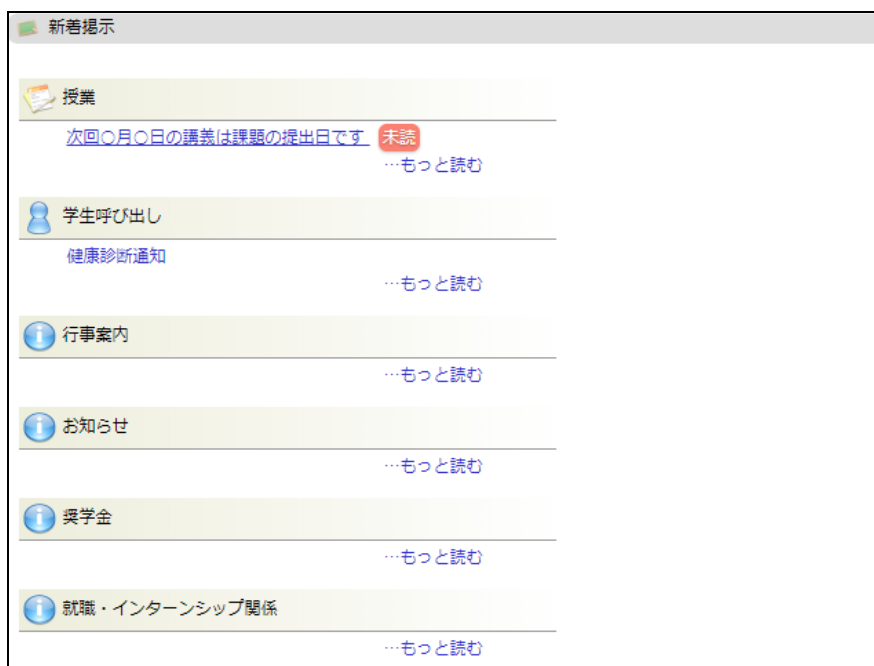 新着掲示
授業
次回○月○日の講義は課題の提出日です 未読
…もっと読む
学生呼び出し
健康診断通知
…もっと読む
行事案内
…もっと読む
お知らせ
…もっと読む
奨学金
…もっと読む
就職・インターンシップ関係
…もっと読む